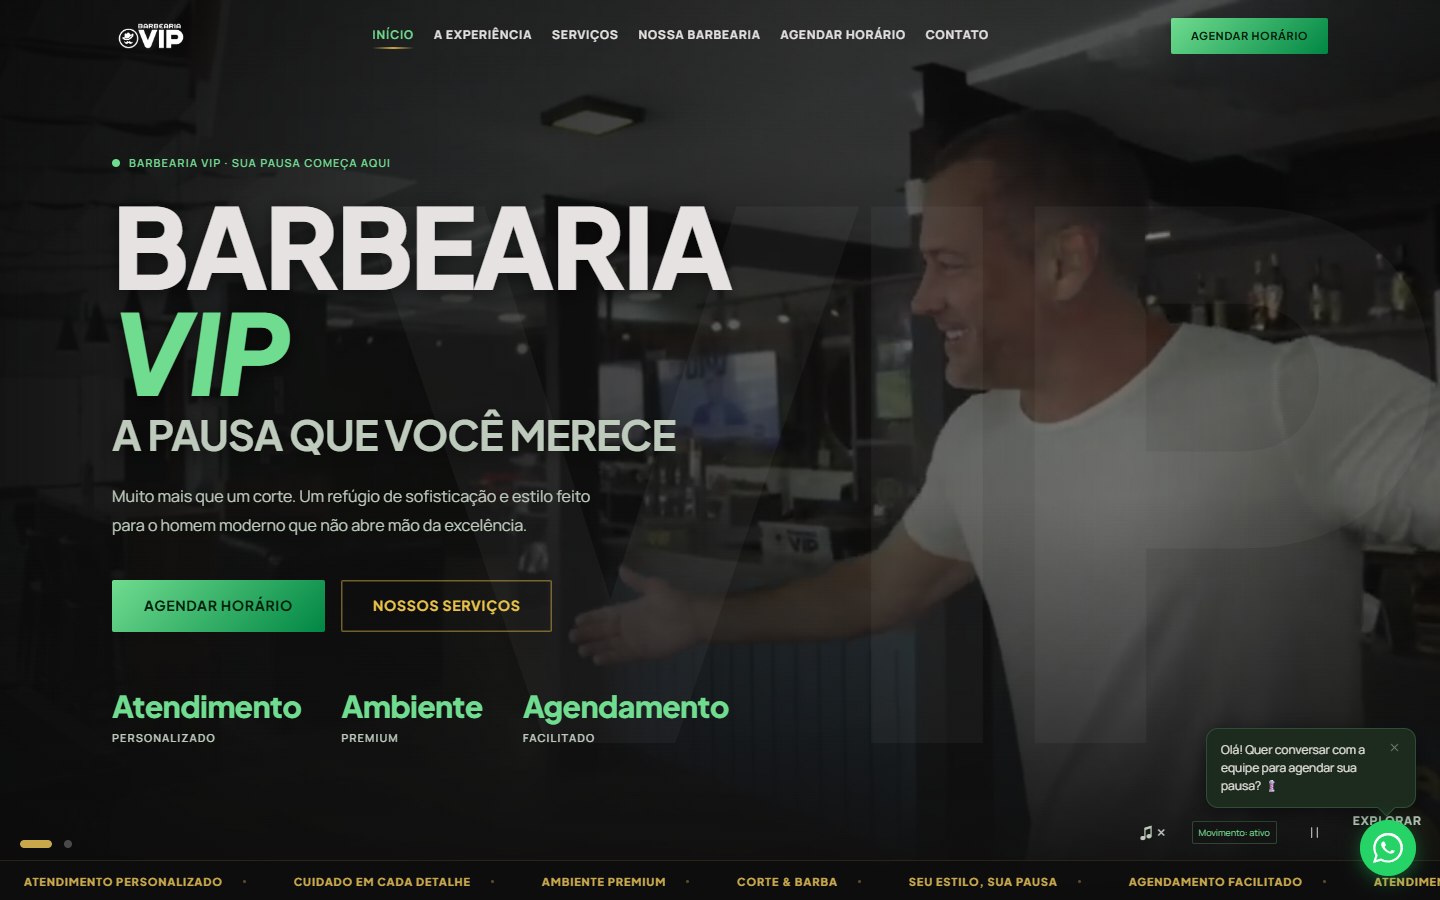 BARBEARIA
VIP
INÍCIO
A EXPERIÊNCIA
SERVIÇOS
NOSSA BARBEARIA
AGENDAR HORÁRIO
CONTATO
AGENDAR HORÁRIO
BARBEARIA VIP · SUA PAUSA COMEÇA AQUI
BARBEARIA
VIP
A PAUSA QUE VOCÊ MERECE
Muito mais que um corte. Um refúgio de sofisticação e estilo feito
para o homem moderno que não abre mão da excelência.
AGENDAR HORÁRIO
NOSSOS SERVIÇOS
Atendimento
PERSONALIZADO
Ambiente
PREMIUM
Agendamento
FACILITADO
VIP
VIP
Olá! Quer conversar com a
equipe para agendar sua
pausa? 💈
Movimento: ativo
EXPLORAR
ATENDIMENTO PERSONALIZADO
CUIDADO EM CADA DETALHE
AMBIENTE PREMIUM
CORTE & BARBA
SEU ESTILO, SUA PAUSA
AGENDAMENTO FACILITADO